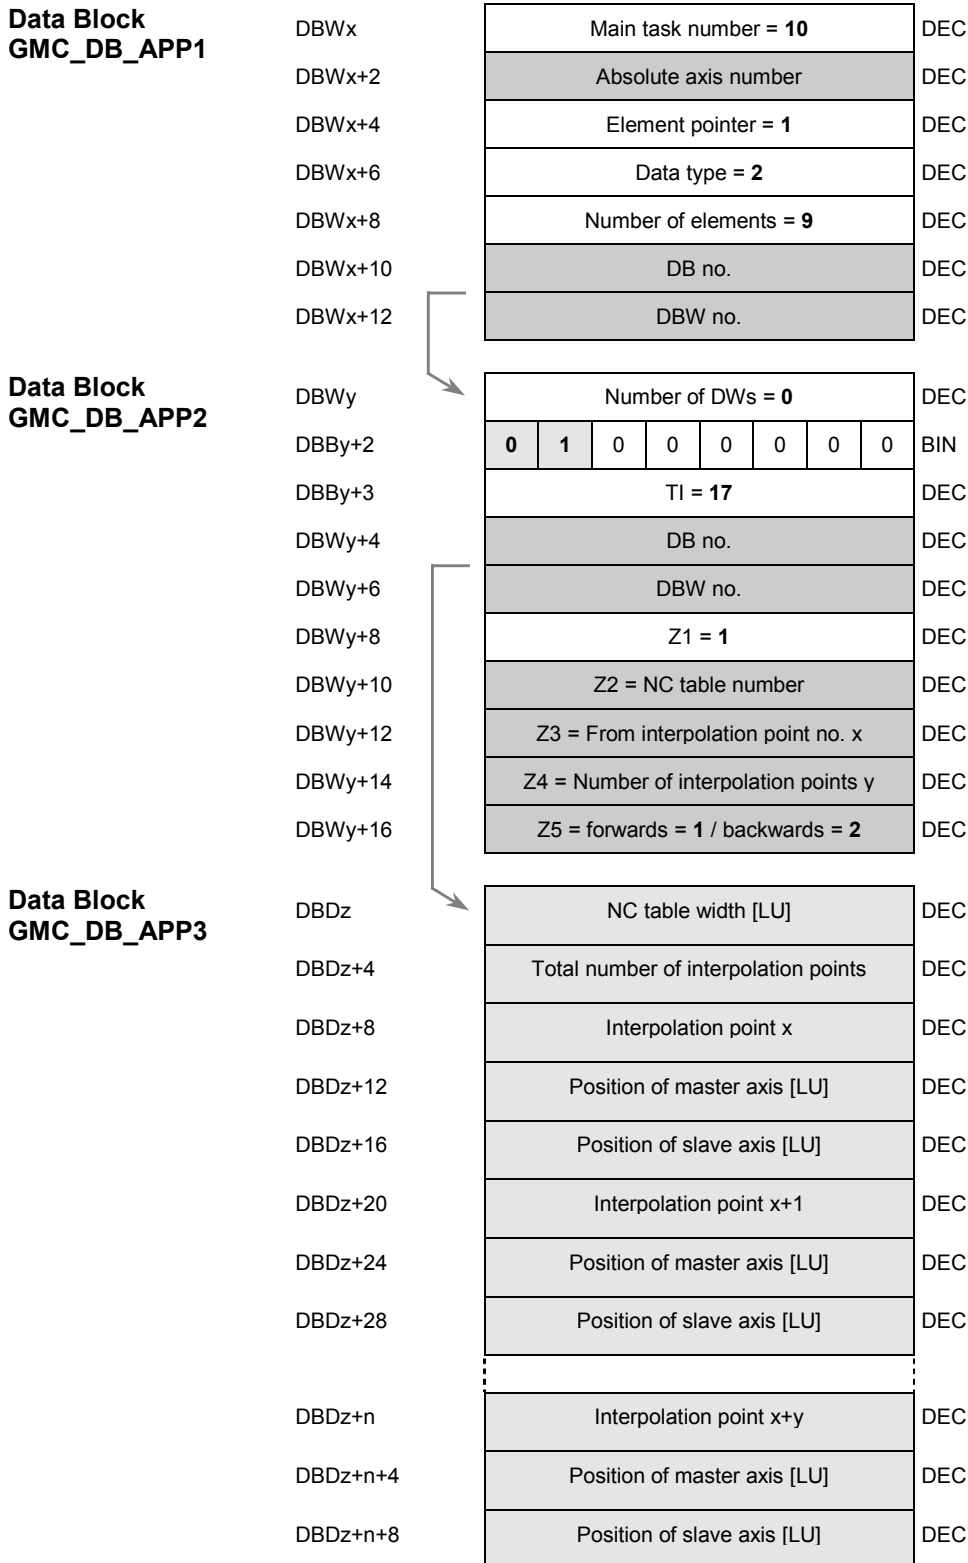 Data Block
GMC_DB_APP1
DBWx Main task number = 10 DEC
DBWx+2 Absolute axis number DEC
DBWx+4 Element pointer = 1 DEC
DBWx+6 Data type = 2 DEC
DBWx+8 Number of elements = 9 DEC
DBWx+10 DB no. DEC
DBWx+12 DBW no. DEC
Data Block
GMC_DB_APP2
DBWy Number of DWs = 0 DEC
DBBy+2 0 1 0 0 0 0 0 0 BIN
DBBy+3 TI = 17 DEC
DBWy+4 DB no. DEC
DBWy+6 DBW no. DEC
DBWy+8 Z1 = 1 DEC
DBWy+10 Z2 = NC table number DEC
DBWy+12 Z3 = From interpolation point no. x DEC
DBWy+14 Z4 = Number of interpolation points y DEC
DBWy+16 Z5 = forwards = 1 / backwards = 2 DEC
Data Block
GMC_DB_APP3
DBDz NC table width [LU] DEC
DBDz+4 Total number of interpolation points DEC
DBDz+8 Interpolation point x DEC
DBDz+12 Position of master axis [LU] DEC
DBDz+16 Position of slave axis [LU] DEC
DBDz+20 Interpolation point x+1 DEC
DBDz+24 Position of master axis [LU] DEC
DBDz+28 Position of slave axis [LU] DEC
DBDz+n Interpolation point x+y DEC
DBDz+n+4 Position of master axis [LU] DEC
DBDz+n+8 Position of slave axis [LU] DEC